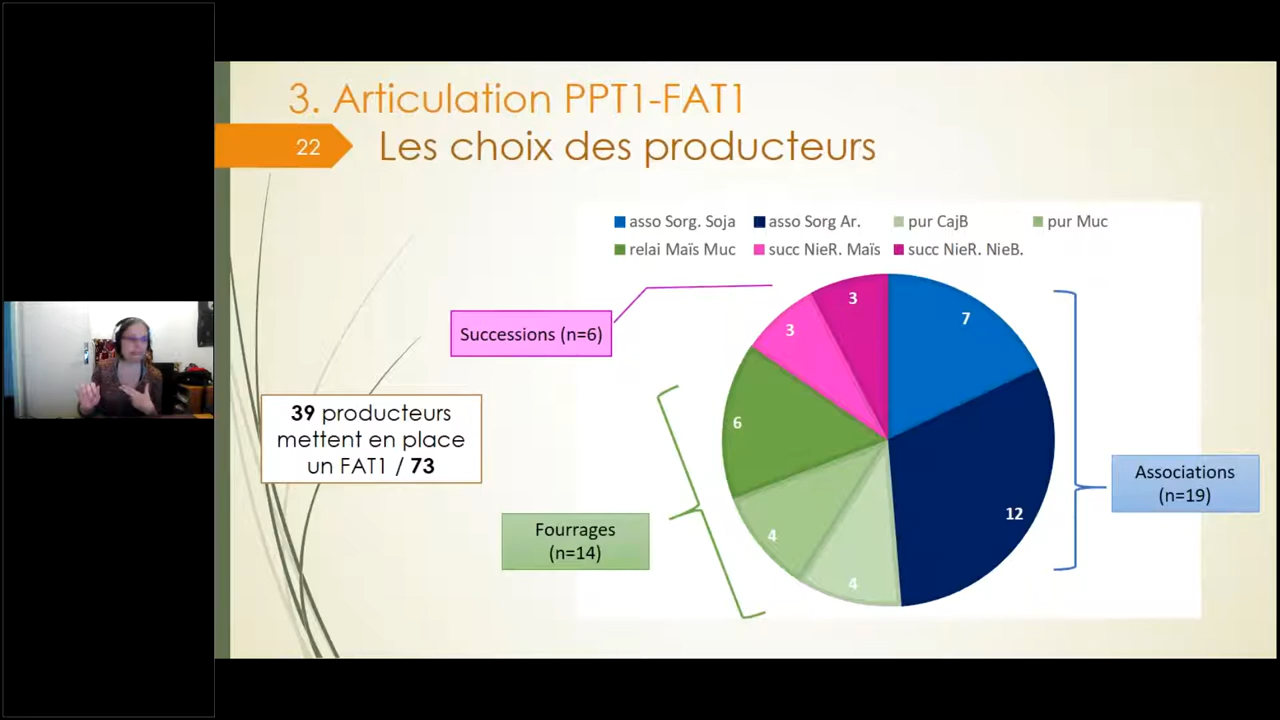 3. Articulation PPT1-FAT1
22
Les choix des producteurs
asso Sorg. Soja
asso Sorg Ar.
pur CajB
pur Muc
relai Maïs Muc
succ NieR. Maïs
succ NieR. NieB.
Successions (n=6)
3
3
7
39 producteurs
mettent en place
un FAT1 / 73
6
Associations
(n=19)
12
Fourrages
(n=14)
4
4